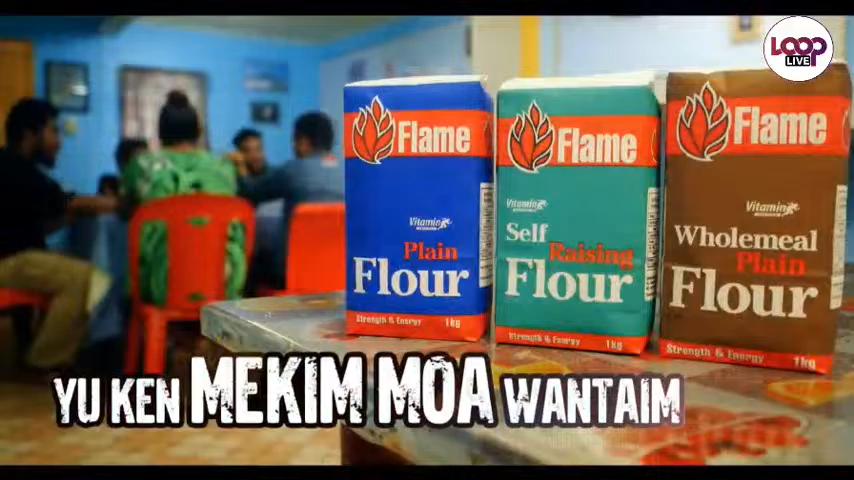 LOOP
LIVE
Flame
Vitamin
Plain
Flour
Strength & Energy 1kg
Flame
Vitamin
Self
Raising
Flour
Strength & Energy 1kg
Flame
Vitamin
Wholemeal
Plain
Flour
Strength & Energy 1kg
YU KEN MEKIM MOA WANTAIM